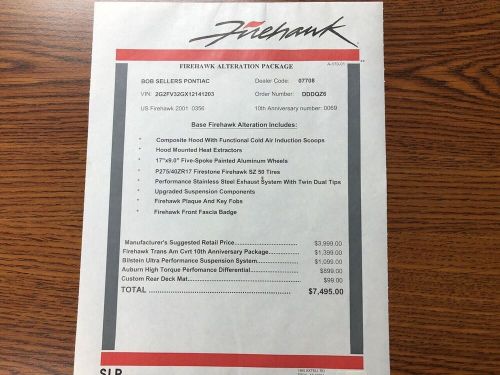 Firehawk
FIREHAWK ALTERATION PACKAGE
BOB SELLERS PONTIAC Dealer Code: 07708
VIN: 2G2FV32GX12141203 Order Number: DDDQZ6
US Firehawk 2001 0356 10th Anniversary number: 0069
Base Firehawk Alteration Includes:
• Composite Hood With Functional Cold Air Induction Scoops
• Hood Mounted Heat Extractors
• 17"x9.0" Five-Spoke Painted Aluminum Wheels
• P275/40ZR17 Firestone Firehawk SZ 50 Tires
• Performance Stainless Steel Exhaust System With Twin Dual Tips
• Upgraded Suspension Components
• Firehawk Plaque And Key Fobs
• Firehawk Front Fascia Badge
Manufacturer's Suggested Retail Price........................ $3,999.00
Firehawk Trans Am Cvrt 10th Anniversary Package........ $1,399.00
Bilstein Ultra Performance Suspension System.............. $1,099.00
Auburn High Torque Perfomance Differential................. $899.00
Custom Rear Deck Mat.......................................... $99.00
TOTAL .................................................... $7,495.00
SLP